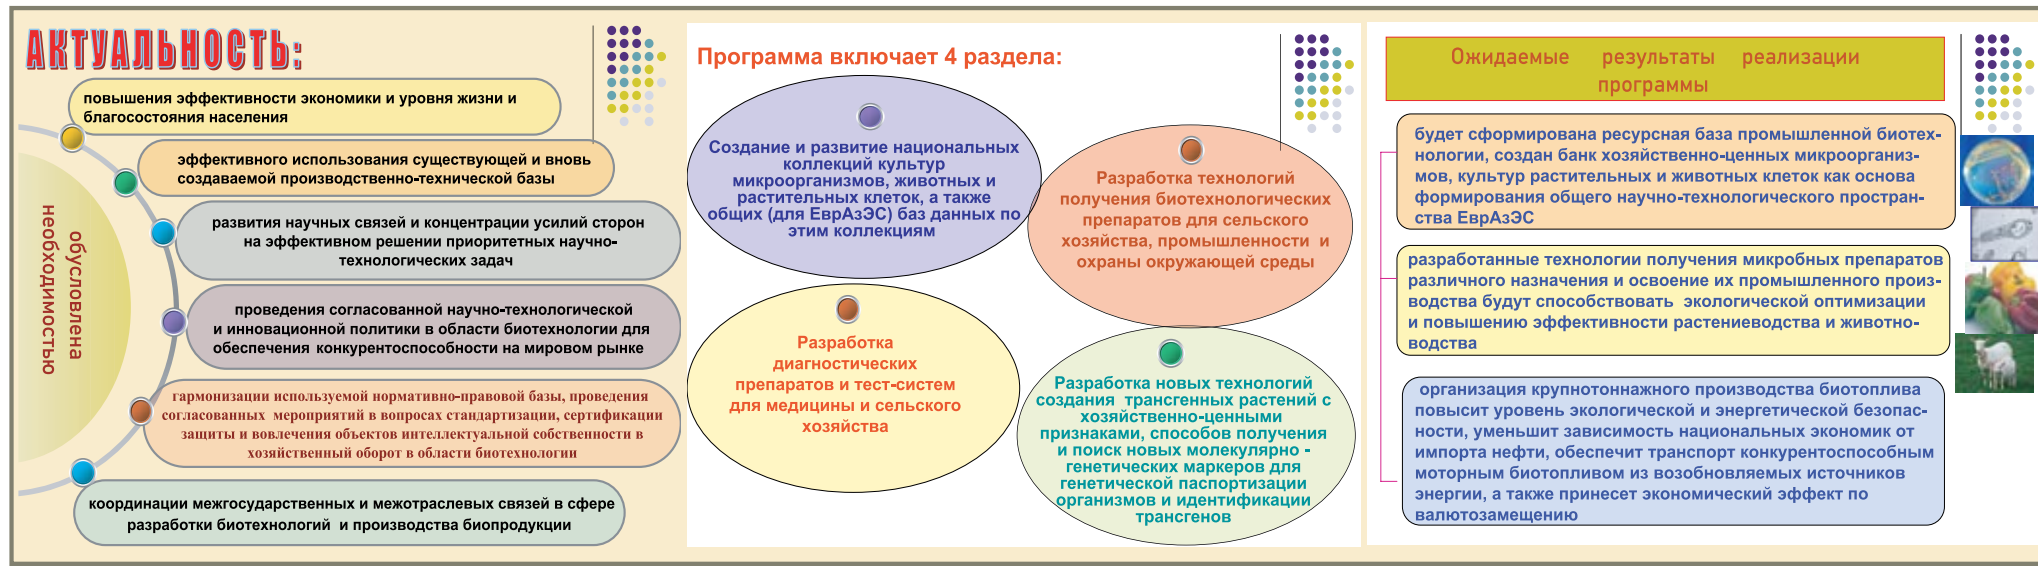 АКТУАЛЬНОСТЬ:
обусловлена
необходимостью
повышения эффективности экономики и уровня жизни и
благосостояния населения
эффективного использования существующей и вновь
создаваемой производственно-технической базы
развития научных связей и концентрации усилий сторон
на эффективном решении приоритетных научно-
технологических задач
проведения согласованной научно-технологической
и инновационной политики в области биотехнологии для
обеспечения конкурентоспособности на мировом рынке
гармонизации используемой нормативно-правовой базы, проведения
согласованных мероприятий в вопросах стандартизации, сертификации
защиты и вовлечения объектов интеллектуальной собственности в
хозяйственный оборот в области биотехнологии
координации межгосударственных и межотраслевых связей в сфере
разработки биотехнологий и производства биопродукции
Программа включает 4 раздела:
Создание и развитие национальных
коллекций культур
микроорганизмов, животных и
растительных клеток, а также
общих (для ЕврАзЭС) баз данных по
этим коллекциям
Разработка технологий
получения биотехнологических
препаратов для сельского
хозяйства, промышленности и
охраны окружающей среды
Разработка
диагностических
препаратов и тест-систем
для медицины и сельского
хозяйства
Разработка новых технологий
создания трансгенных растений с
хозяйственно-ценными
признаками, способов получения
и поиск новых молекулярно -
генетических маркеров для
генетической паспортизации
организмов и идентификации
трансгенов
Ожидаемые результаты реализации
программы
будет сформирована ресурсная база промышленной биотех-
нологии, создан банк хозяйственно-ценных микроорганиз-
мов, культур растительных и животных клеток как основа
формирования общего научно-технологического простран-
ства ЕврАзЭС
разработанные технологии получения микробных препаратов
различного назначения и освоение их промышленного произ-
водства будут способствовать экологической оптимизации
и повышению эффективности растениеводства и животно-
водства
организация крупнотоннажного производства биотоплива
повысит уровень экологической и энергетической безопас-
ности, уменьшит зависимость национальных экономик от
импорта нефти, обеспечит транспорт конкурентоспособным
моторным биотопливом из возобновляемых источников
энергии, а также принесет экономический эффект по
валютозамещению